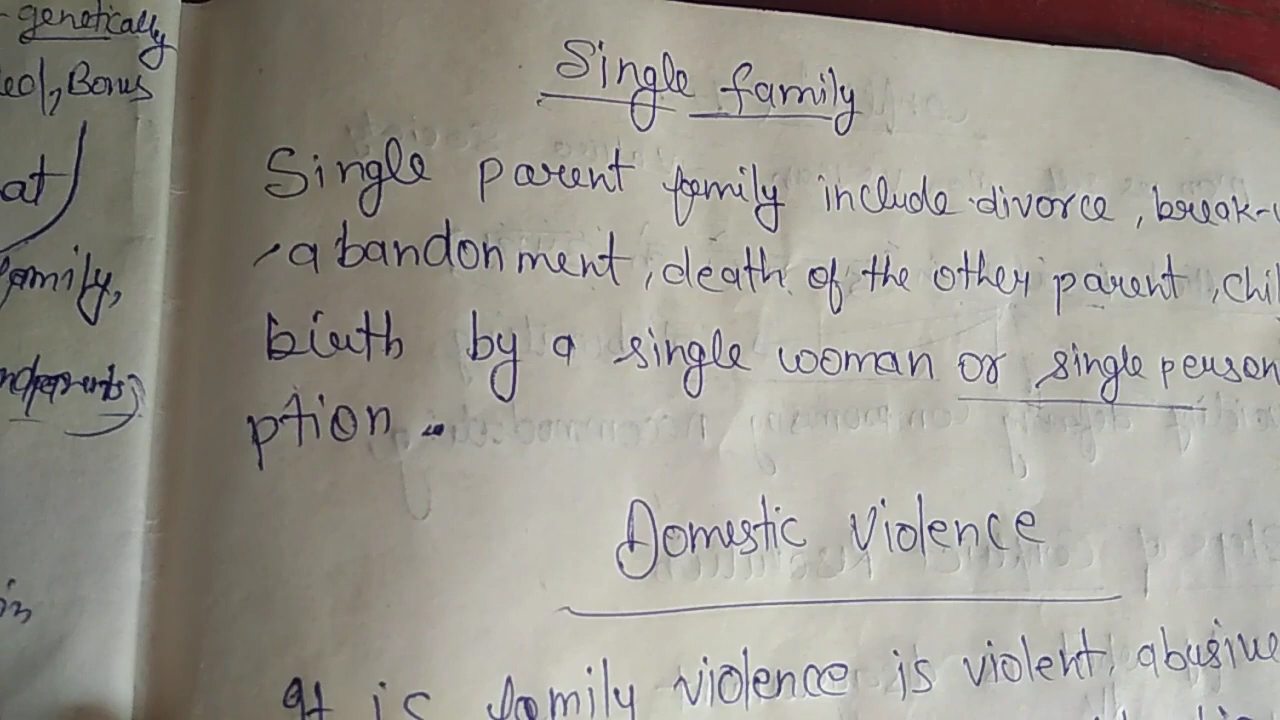 genetically
Bonus
at)
family,
Single family
Single parent family include divorce, break-
abandonment, death of the other parent, chil
birth by a single woman or single person
ption.
Domestic Violence
It is family violence is violent, abusive
in